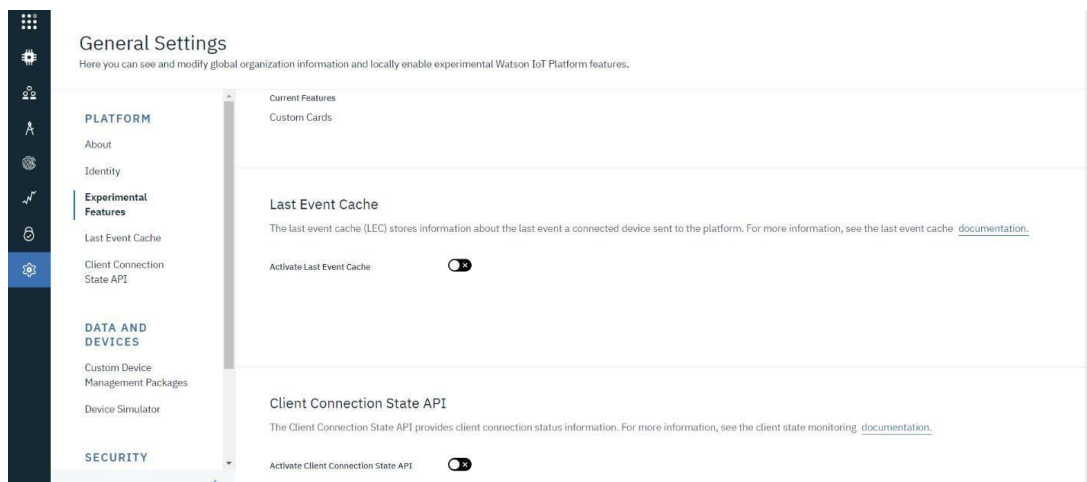 General Settings
Here you can see and modify global organization information and locally enable experimental Watson IoT Platform features.
PLATFORM
About
Identity
Experimental
Features
Last Event Cache
Client Connection
State API
DATA AND
DEVICES
Custom Device
Management Packages
Device Simulator
SECURITY
Current Features
Custom Cards
Last Event Cache
The last event cache (LEC) stores information about the last event a connected device sent to the platform. For more information, see the last event cache documentation.
Activate Last Event Cache
Client Connection State API
The Client Connection State API provides client connection status information. For more information, see the client state monitoring documentation.
Activate Client Connection State API